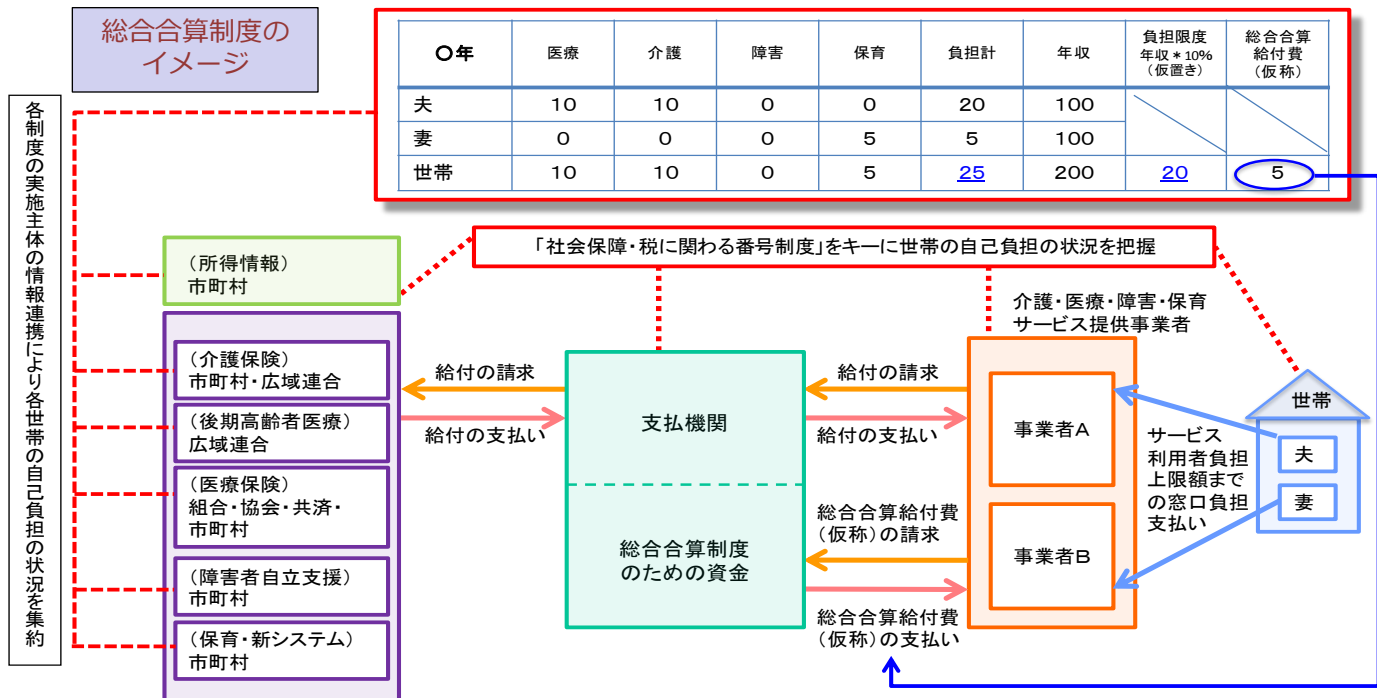 総合合算制度の
イメージ
〇年 医療 介護 障害 保育 負担計 年収 負担限度 年収*10% (仮置き) 総合合算 給付費 (仮称)
夫 10 10 0 0 20 100
妻 0 0 0 5 5 100
世帯 10 10 0 5 25 200 20 5
各制度の実施主体の情報連携により各世帯の自己負担の状況を集約
「社会保障・税に関わる番号制度」をキーに世帯の自己負担の状況を把握
(所得情報)
市町村
(介護保険)
市町村・広域連合
(後期高齢者医療)
広域連合
(医療保険)
組合・協会・共済・
市町村
(障害者自立支援)
市町村
(保育・新システム)
市町村
給付の請求
給付の支払い
支払機関
総合合算制度
のための資金
給付の請求
給付の支払い
総合合算給付費
(仮称)の請求
総合合算給付費
(仮称)の支払い
介護・医療・障害・保育
サービス提供事業者
事業者A
事業者B
サービス
利用者負担
上限額まで
の窓口負担
支払い
世帯
夫
妻